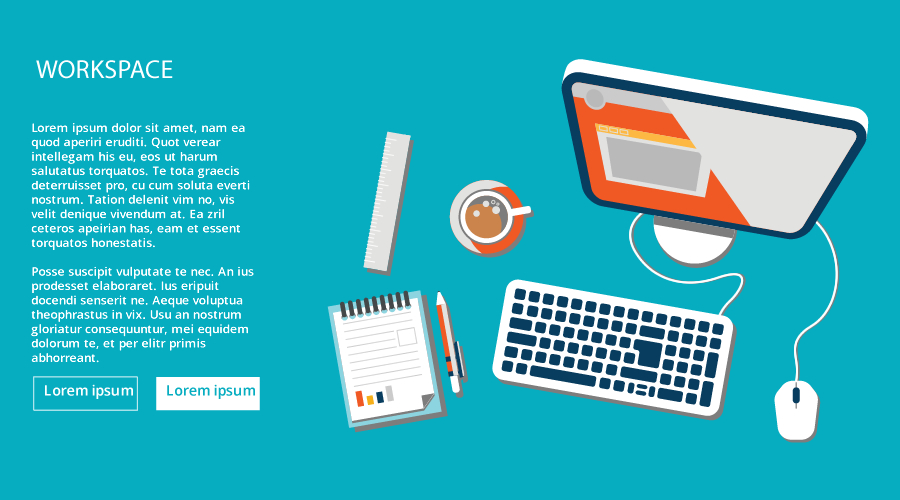 WORKSPACE
Lorem ipsum dolor sit amet, nam ea
quod aperiri eruditi. Quot verear
intellegam his eu, eos ut harum
salutatus torquatos. Te tota graecis
deterruisset pro, cu cum soluta everti
nostrum. Tation delenit vim no, vis
velit denique vivendum at. Ea zril
ceteros apeirian has, eam et essent
torquatos honestatis.
Posse suscipit vulputate te nec. An ius
prodesset elaboraret. Ius eripuit
docendi senserit ne. Aeque voluptua
theophrastus in vix. Usu an nostrum
gloriatur consequuntur, mei equidem
dolorum te, et per elitr primis
abhorreant.
Lorem ipsum
Lorem ipsum